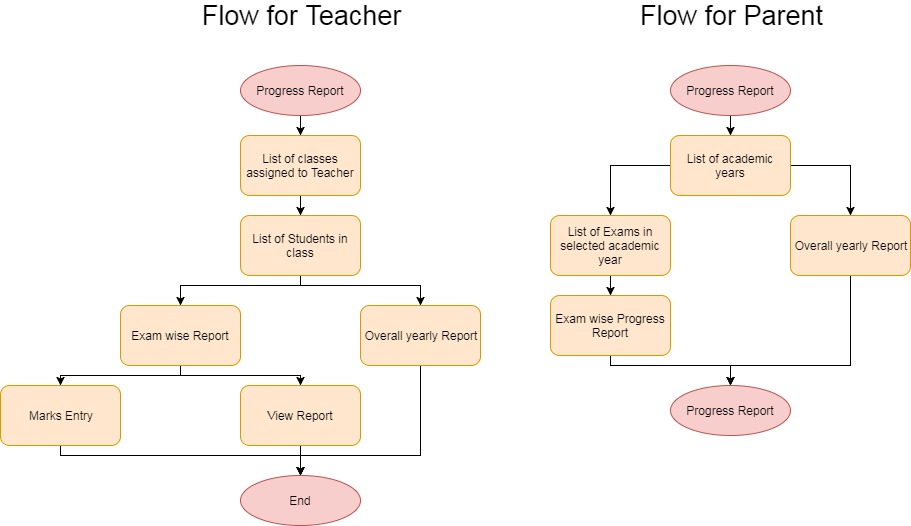 Flow for Teacher
Progress Report
List of classes
assigned to Teacher
List of Students in
class
Exam wise Report
Overall yearly Report
Marks Entry
View Report
End
Flow for Parent
Progress Report
List of academic
years
List of Exams in
selected academic
year
Overall yearly Report
Exam wise Progress
Report
Progress Report